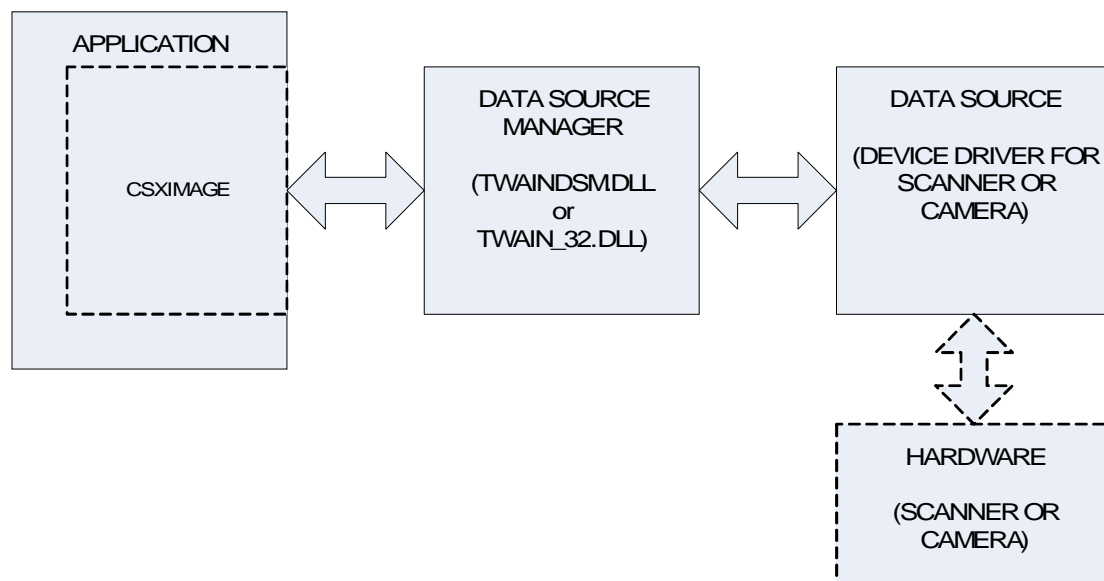 APPLICATION
CSXIMAGE
DATA SOURCE
MANAGER
(TWAINDSM.DLL
or
TWAIN_32.DLL)
DATA SOURCE
(DEVICE DRIVER FOR
SCANNER OR
CAMERA)
HARDWARE
(SCANNER OR
CAMERA)